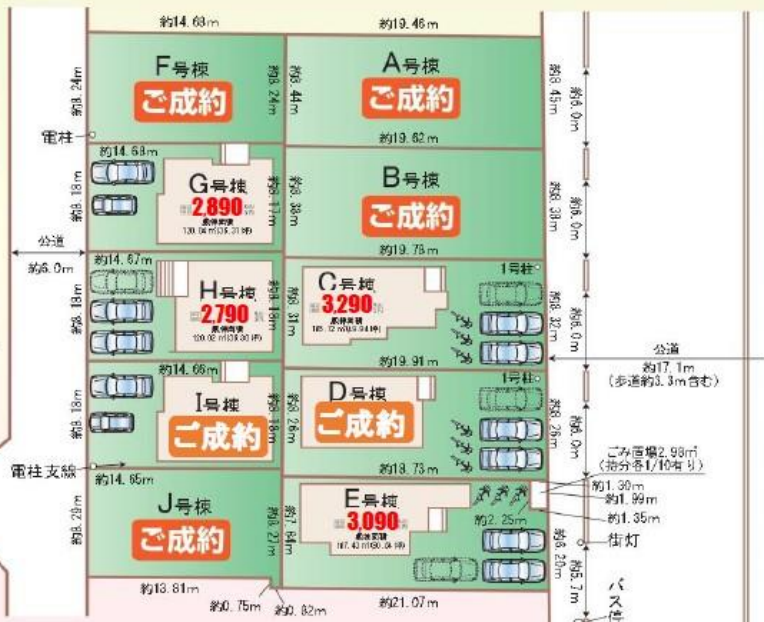 約14.68m
約19.46m
F号棟
ご成約
約8.24m
約8.24m
電柱
A号棟
ご成約
約8.44m
約8.45m
約6.0m
約19.62m
約14.68m
G号棟
2,890
約8.18m
約8.17m
B号棟
ご成約
約8.38m
約8.38m
約6.0m
約19.78m
公道
約6.0m
約14.67m
H号棟
2,790
約8.18m
約8.18m
C号棟
3,290
1号柱
約8.31m
約8.32m
約6.0m
約19.91m
公道
約17.1m
(歩道約3.3m含む)
約14.66m
I号棟
ご成約
約8.18m
約8.18m
電柱支線
D号棟
ご成約
1号柱
約8.26m
約8.26m
約6.0m
約18.73m
ごみ置場2.98㎡
(持分各1/10有り)
約1.30m
約1.99m
約1.35m
約14.65m
J号棟
ご成約
約8.29m
約8.27m
E号棟
3,090
約7.64m
約2.25m
約6.20m
街灯
約5.7m
バス停
約13.81m
約0.75m
約0.82m
約21.07m